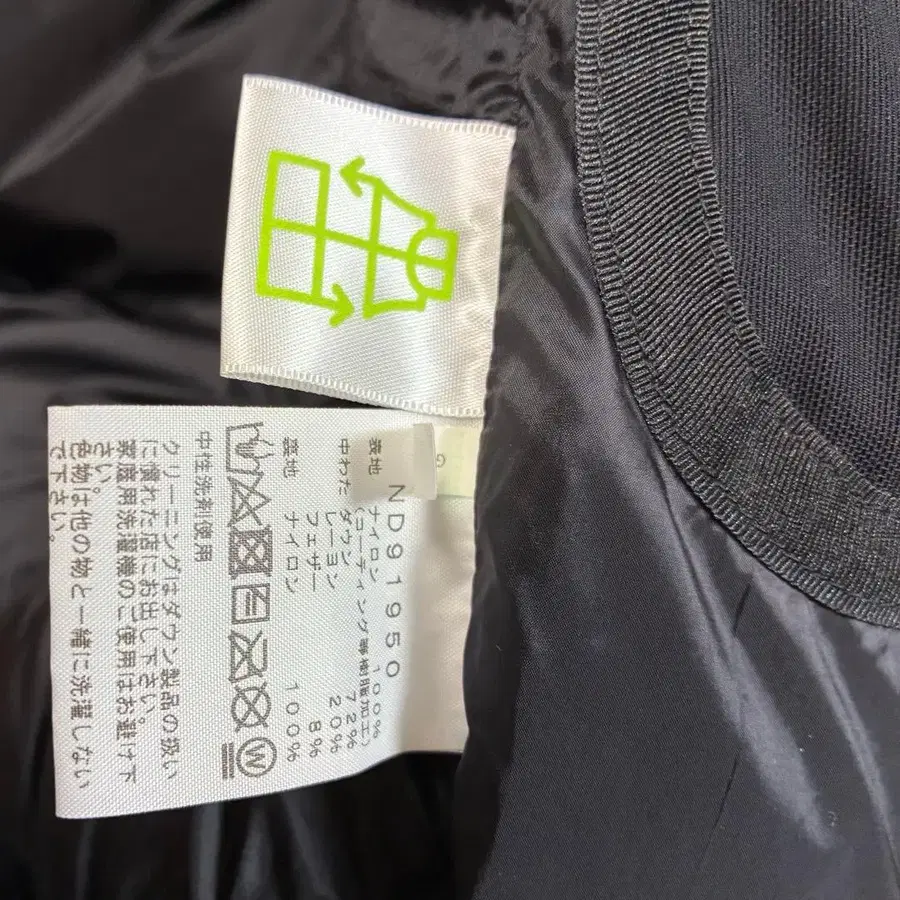 G
ND91950
表地 ナイロン 100%
(コーティング等樹脂加工)
中わた ダウン 72%
レーヨン 20%
フェザー 8%
裏地 ナイロン 100%
W
中性洗剤使用
クリーニングはダウン製品の扱い
に慣れた店にお出し下さい。
家庭用洗濯機のご使用はお避け下
さい。
色物は他の物と一緒に洗濯しない
で下さい。